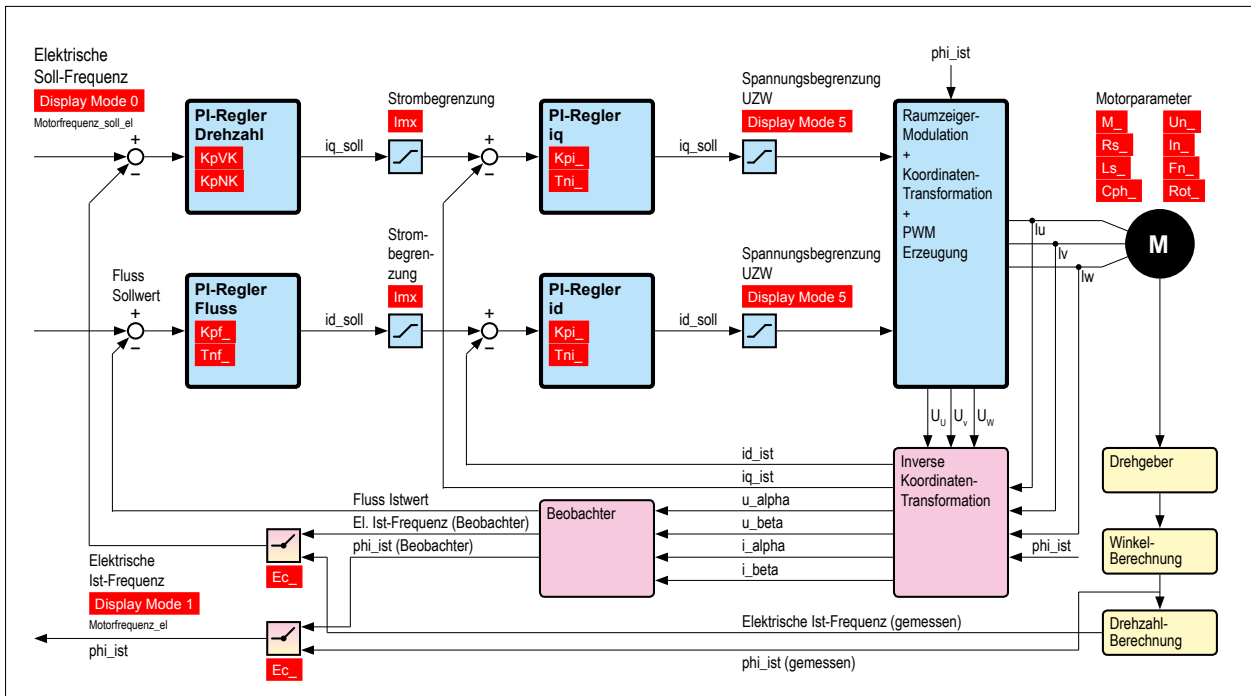 Elektrische
Soll-Frequenz
Display Mode 0
Motorfrequenz_soll_el
+
−
PI-Regler
Drehzahl
KpVK
KpNK
iq_soll
Strombegrenzung
Imx
+
−
PI-Regler
iq
Kpi_
Tni_
iq_soll
Spannungsbegrenzung
UZW
Display Mode 5
phi_ist
Raumzeiger-
Modulation
+
Koordinaten-
Transformation
+
PWM
Erzeugung
Motorparameter
M_
Un_
Rs_
In_
Ls_
Fn_
Cph_
Rot_
Iu
Iv
Iw
M
Fluss
Sollwert
+
−
PI-Regler
Fluss
Kpf_
Tnf_
id_soll
Strom-
begren-
zung
Imx
+
−
PI-Regler
id
Kpi_
Tni_
id_soll
Spannungsbegrenzung
UZW
Display Mode 5
UU
Uv
UW
id_ist
iq_ist
Inverse
Koordinaten-
Transformation
phi_ist
Drehgeber
Winkel-
Berechnung
Drehzahl-
Berechnung
Fluss Istwert
El. Ist-Frequenz (Beobachter)
phi_ist (Beobachter)
Beobachter
u_alpha
u_beta
i_alpha
i_beta
Ec_
Elektrische
Ist-Frequenz
Display Mode 1
Motorfrequenz_el
phi_ist
Ec_
Elektrische Ist-Frequenz (gemessen)
phi_ist (gemessen)